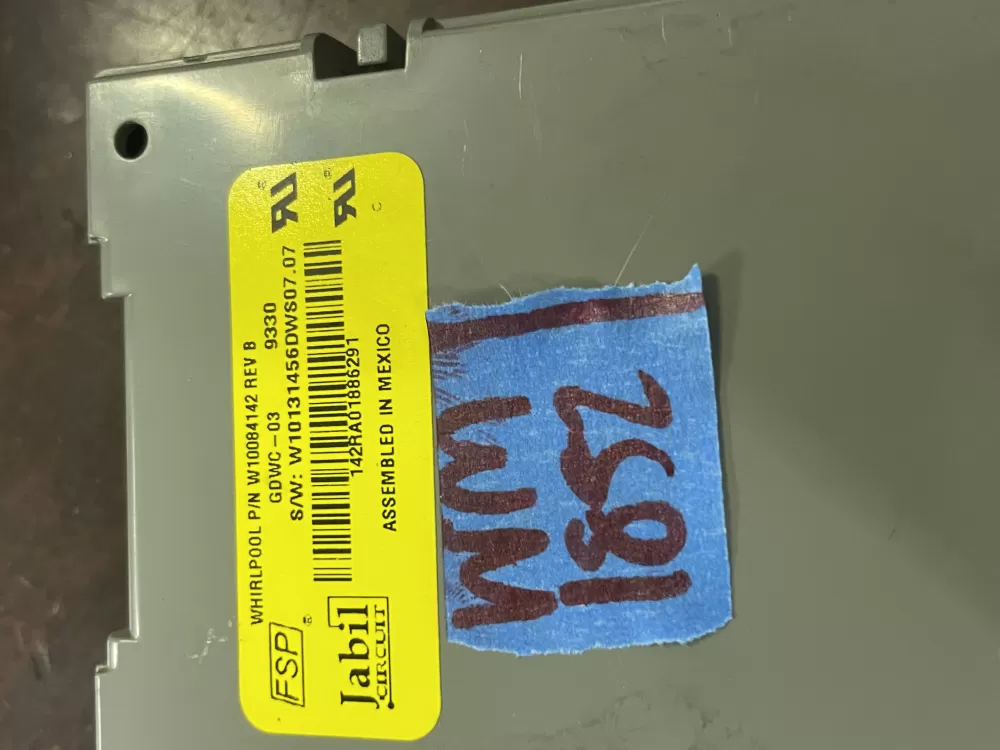 WHIRLPOOL P/N W10084142 REV B
GDWC-03 9330
S/W: W10131456DWS07.07
142RA01886291
ASSEMBLED IN MEXICO
FSP®
Jabil
CIRCUIT
WM
1852